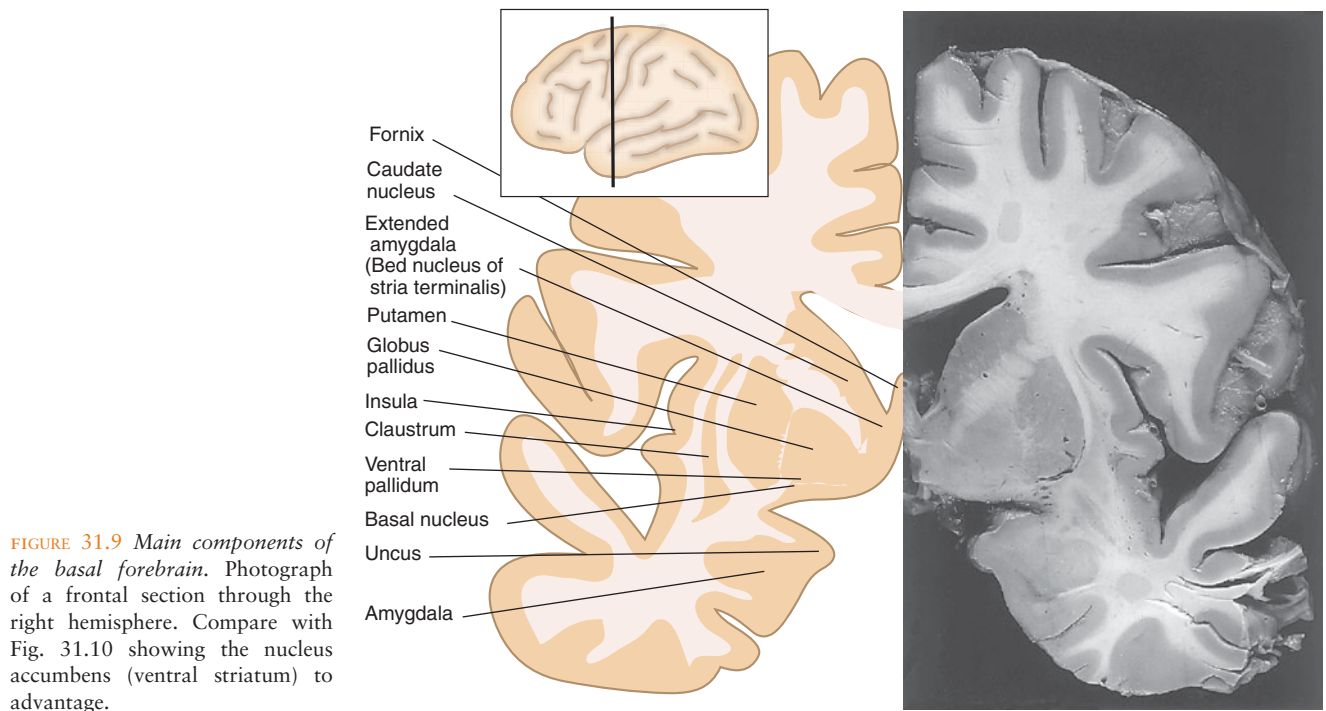 Fornix
Caudate
nucleus
Extended
amygdala
(Bed nucleus of
stria terminalis)
Putamen
Globus
pallidus
Insula
Claustrum
Ventral
pallidum
Basal nucleus
Uncus
Amygdala
FIGURE 31.9 Main components of
the basal forebrain. Photograph
of a frontal section through the
right hemisphere. Compare with
Fig. 31.10 showing the nucleus
accumbens (ventral striatum) to
advantage.